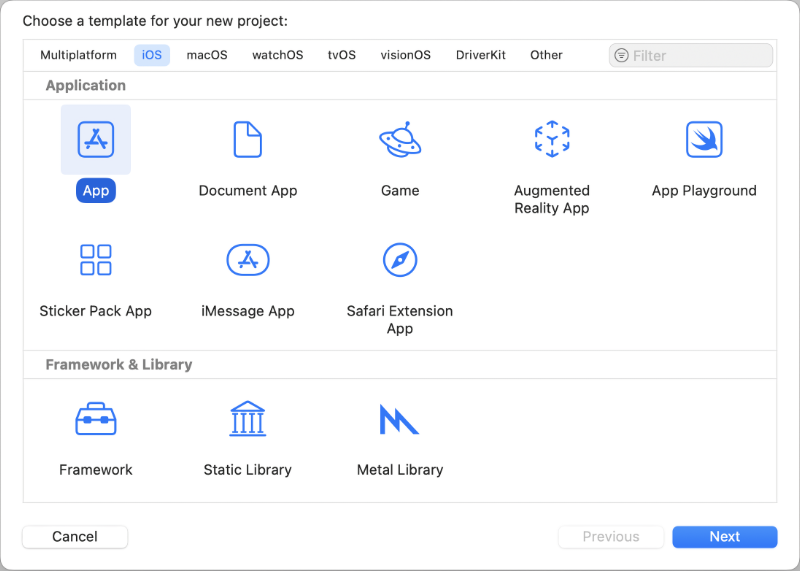 Choose a template for your new project:
Multiplatform iOS macOS watchOS tvOS visionOS DriverKit Other Filter
Application
App Document App Game Augmented Reality App App Playground
Sticker Pack App iMessage App Safari Extension App
Framework & Library
Framework Static Library Metal Library
Cancel Previous Next